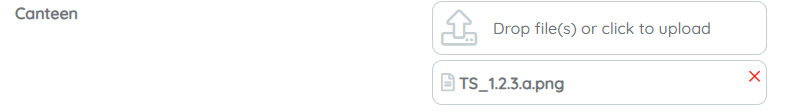 Canteen
Drop file(s) or click to upload
TS_1.2.3.a.png